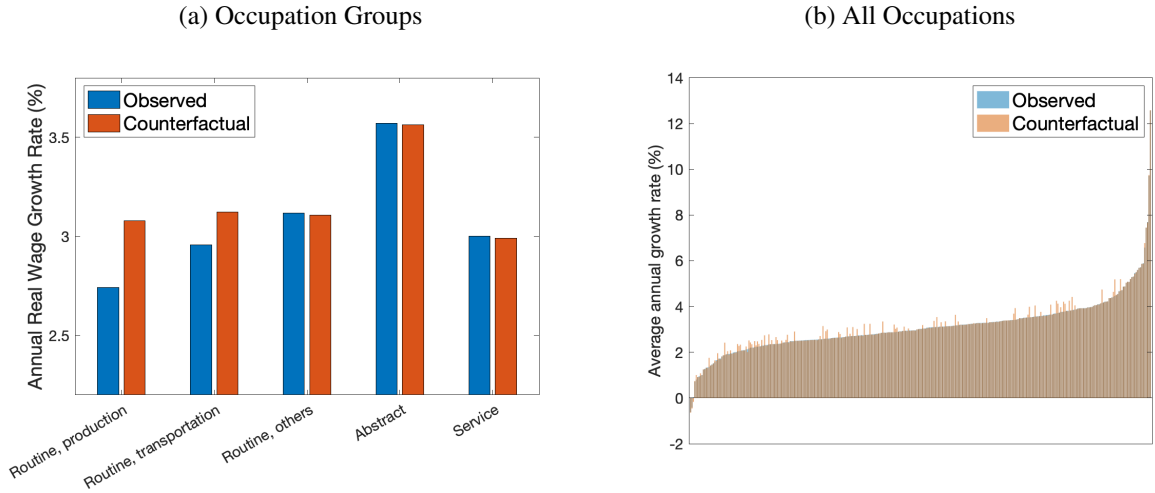 (a) Occupation Groups
Annual Real Wage Growth Rate (%)
Observed
Counterfactual
3.5
3
2.5
Routine, production
Routine, transportation
Routine, others
Abstract
Service
(b) All Occupations
Average annual growth rate (%)
Observed
Counterfactual
14
12
10
8
6
4
2
0
-2